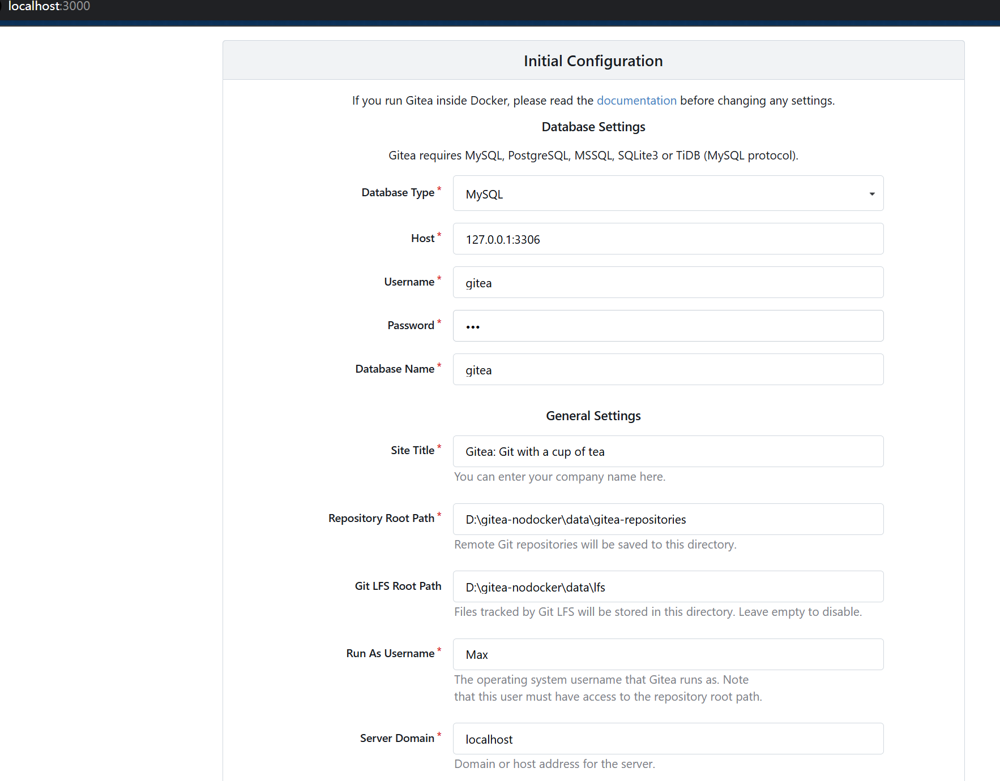 localhost:3000
Initial Configuration
If you run Gitea inside Docker, please read the documentation before changing any settings.
Database Settings
Gitea requires MySQL, PostgreSQL, MSSQL, SQLite3 or TiDB (MySQL protocol).
Database Type * MySQL
Host * 127.0.0.1:3306
Username * gitea
Password * •••
Database Name * gitea
General Settings
Site Title * Gitea: Git with a cup of tea
You can enter your company name here.
Repository Root Path * D:\gitea-nodocker\data\gitea-repositories
Remote Git repositories will be saved to this directory.
Git LFS Root Path D:\gitea-nodocker\data\lfs
Files tracked by Git LFS will be stored in this directory. Leave empty to disable.
Run As Username * Max
The operating system username that Gitea runs as. Note
that this user must have access to the repository root path.
Server Domain * localhost
Domain or host address for the server.